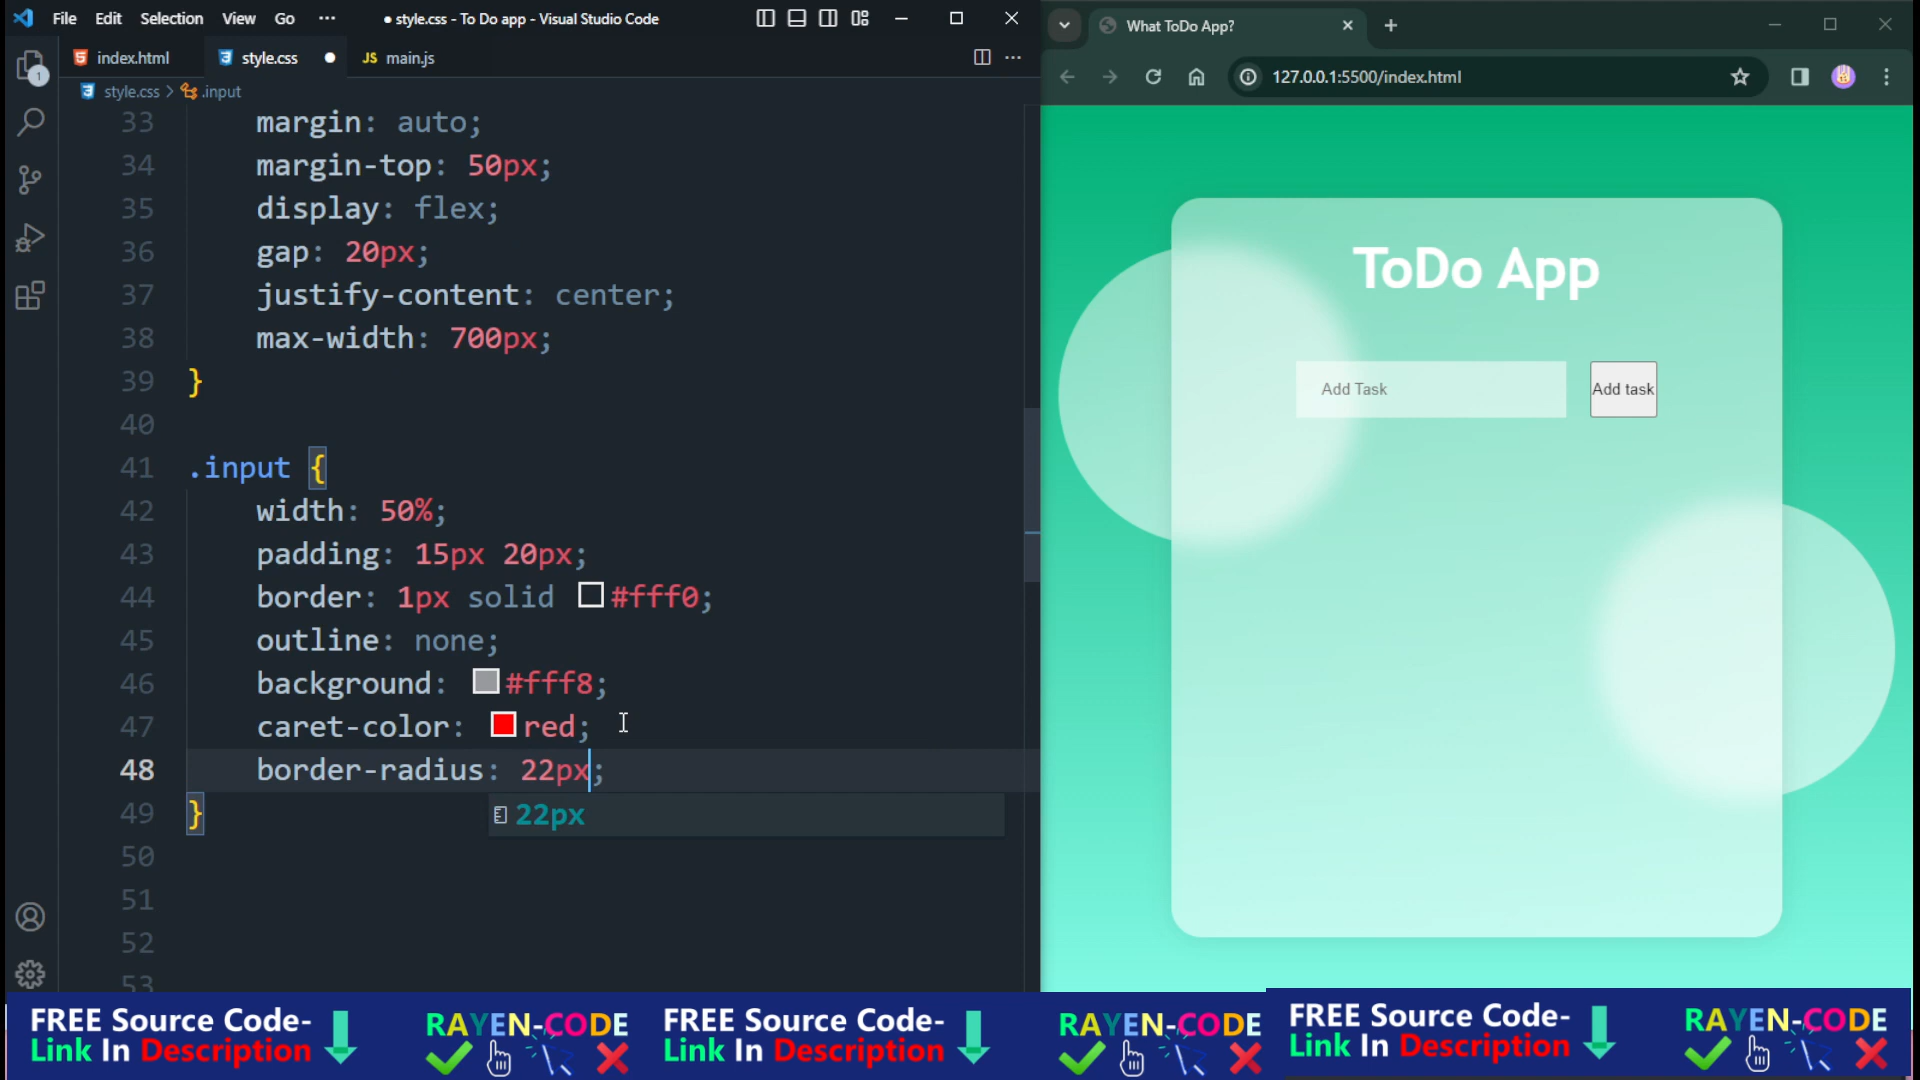 File Edit Selection View Go ··· ● style.css - To Do app - Visual Studio Code
index.html style.css ● JS main.js
style.css > .input
1
33 margin: auto;
34 margin-top: 50px;
35 display: flex;
36 gap: 20px;
37 justify-content: center;
38 max-width: 700px;
39 }
40
41 .input {
42 width: 50%;
43 padding: 15px 20px;
44 border: 1px solid #fff0;
45 outline: none;
46 background: #fff8;
47 caret-color: red;
48 border-radius: 22px;
49 }
22px
50
51
52
53
What ToDo App?
127.0.0.1:5500/index.html
ToDo App
Add Task
Add task
FREE Source Code-
Link In Description
RAYEN-CODE
FREE Source Code-
Link In Description
RAYEN-CODE
FREE Source Code-
Link In Description
RAYEN-CODE